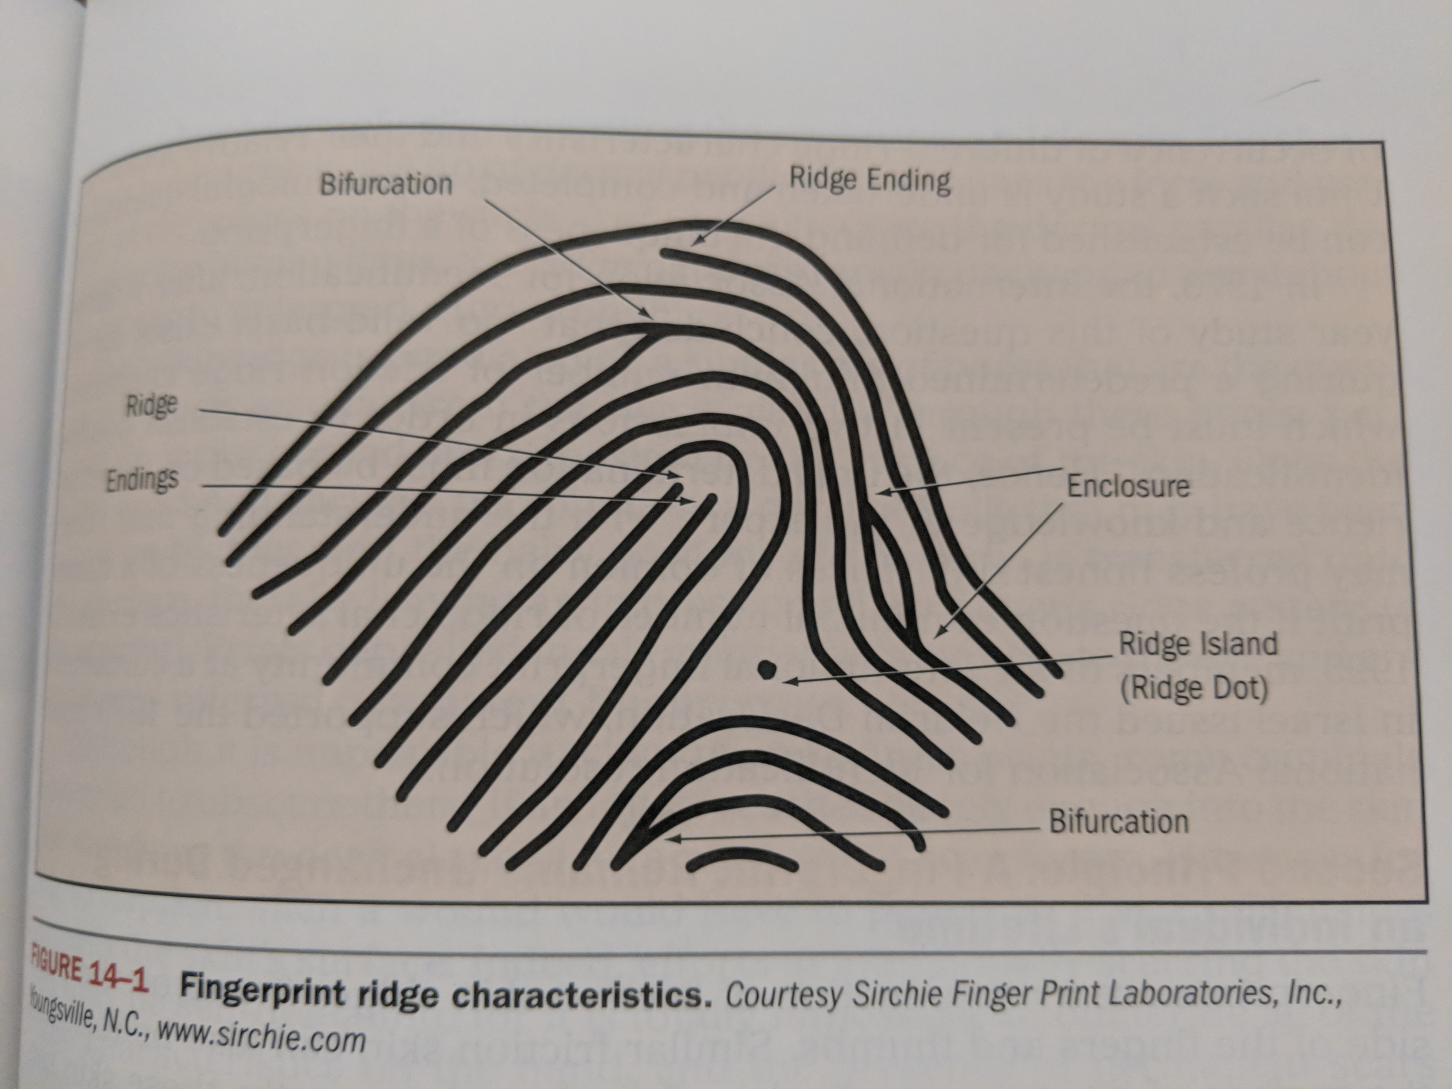 Bifurcation
Ridge Ending
Ridge
Endings
Enclosure
Ridge Island
(Ridge Dot)
Bifurcation
FIGURE 14–1 Fingerprint ridge characteristics. Courtesy Sirchie Finger Print Laboratories, Inc.,
Youngsville, N.C., www.sirchie.com